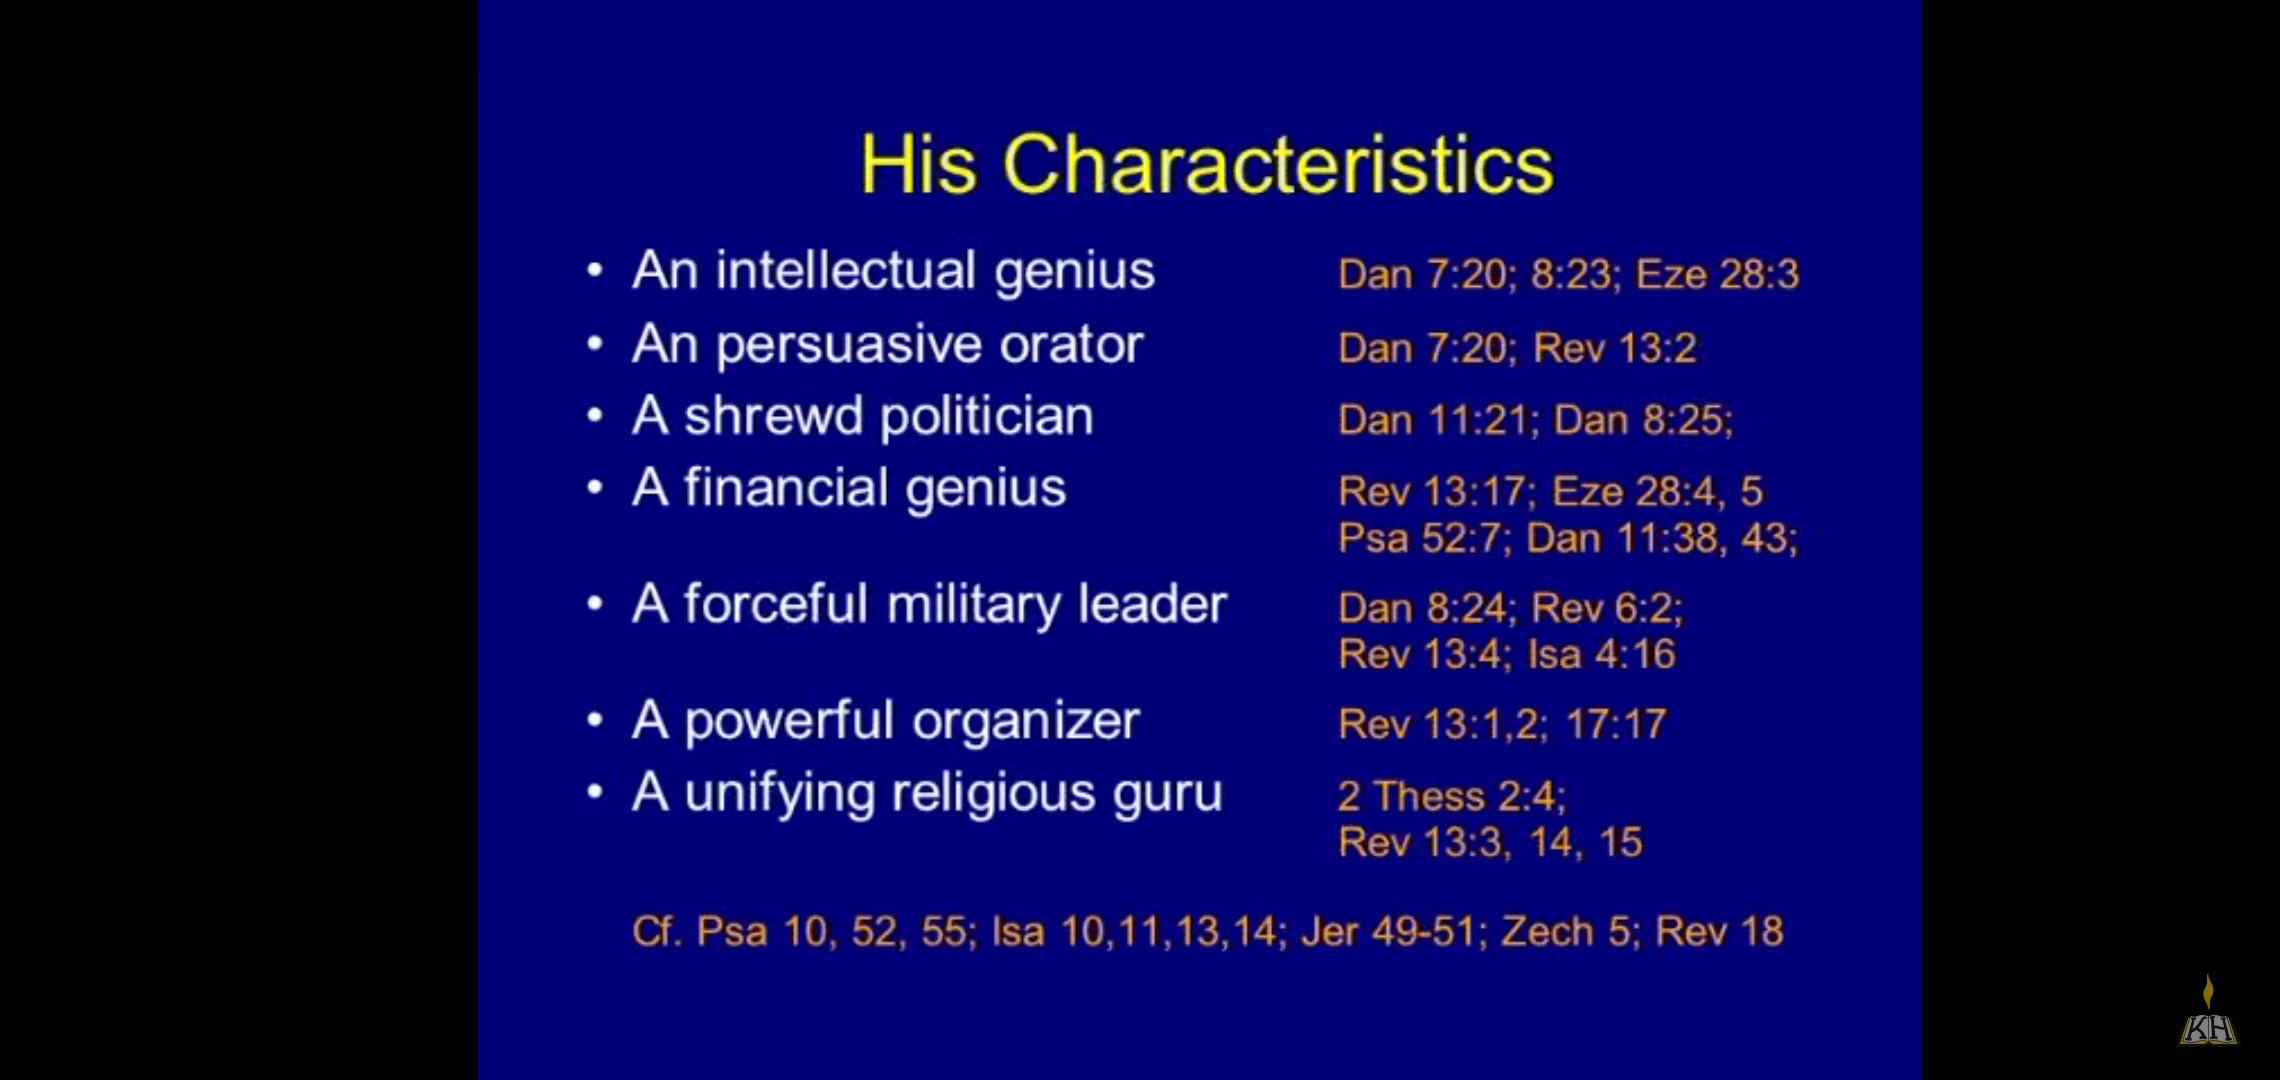 His Characteristics
• An intellectual genius Dan 7:20; 8:23; Eze 28:3
• An persuasive orator Dan 7:20; Rev 13:2
• A shrewd politician Dan 11:21; Dan 8:25;
• A financial genius Rev 13:17; Eze 28:4, 5
Psa 52:7; Dan 11:38, 43;
• A forceful military leader Dan 8:24; Rev 6:2;
Rev 13:4; Isa 4:16
• A powerful organizer Rev 13:1,2; 17:17
• A unifying religious guru 2 Thess 2:4;
Rev 13:3, 14, 15
Cf. Psa 10, 52, 55; Isa 10,11,13,14; Jer 49-51; Zech 5; Rev 18
KH